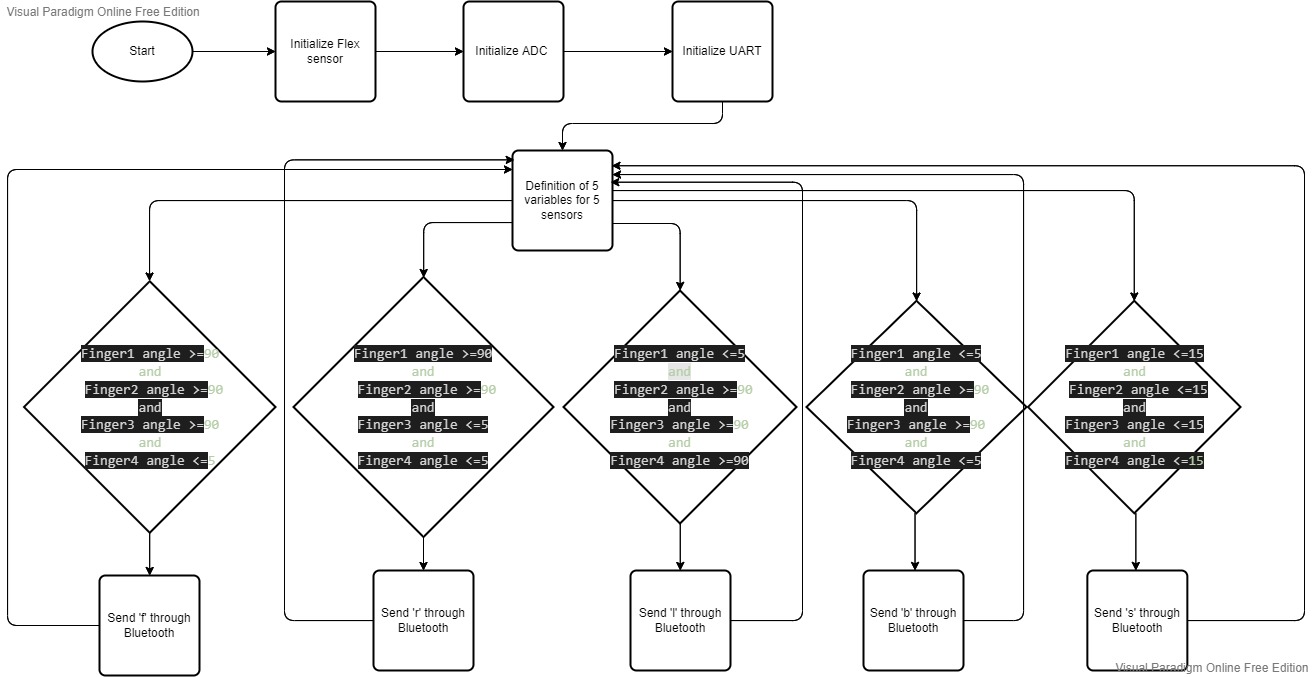 Visual Paradigm Online Free Edition
Start
Initialize Flex
sensor
Initialize ADC
Initialize UART
Definition of 5
variables for 5
sensors
Finger1 angle >=90
and
Finger2 angle >=90
and
Finger3 angle >=90
and
Finger4 angle <=5
Finger1 angle >=90
and
Finger2 angle >=90
and
Finger3 angle <=5
and
Finger4 angle <=5
Finger1 angle <=5
and
Finger2 angle >=90
and
Finger3 angle >=90
and
Finger4 angle >=90
Finger1 angle <=5
and
Finger2 angle >=90
and
Finger3 angle >=90
and
Finger4 angle <=5
Finger1 angle <=15
and
Finger2 angle <=15
and
Finger3 angle <=15
and
Finger4 angle <=15
Send 'f' through
Bluetooth
Send 'r' through
Bluetooth
Send 'l' through
Bluetooth
Send 'b' through
Bluetooth
Send 's' through
Bluetooth
Visual Paradigm Online Free Edition